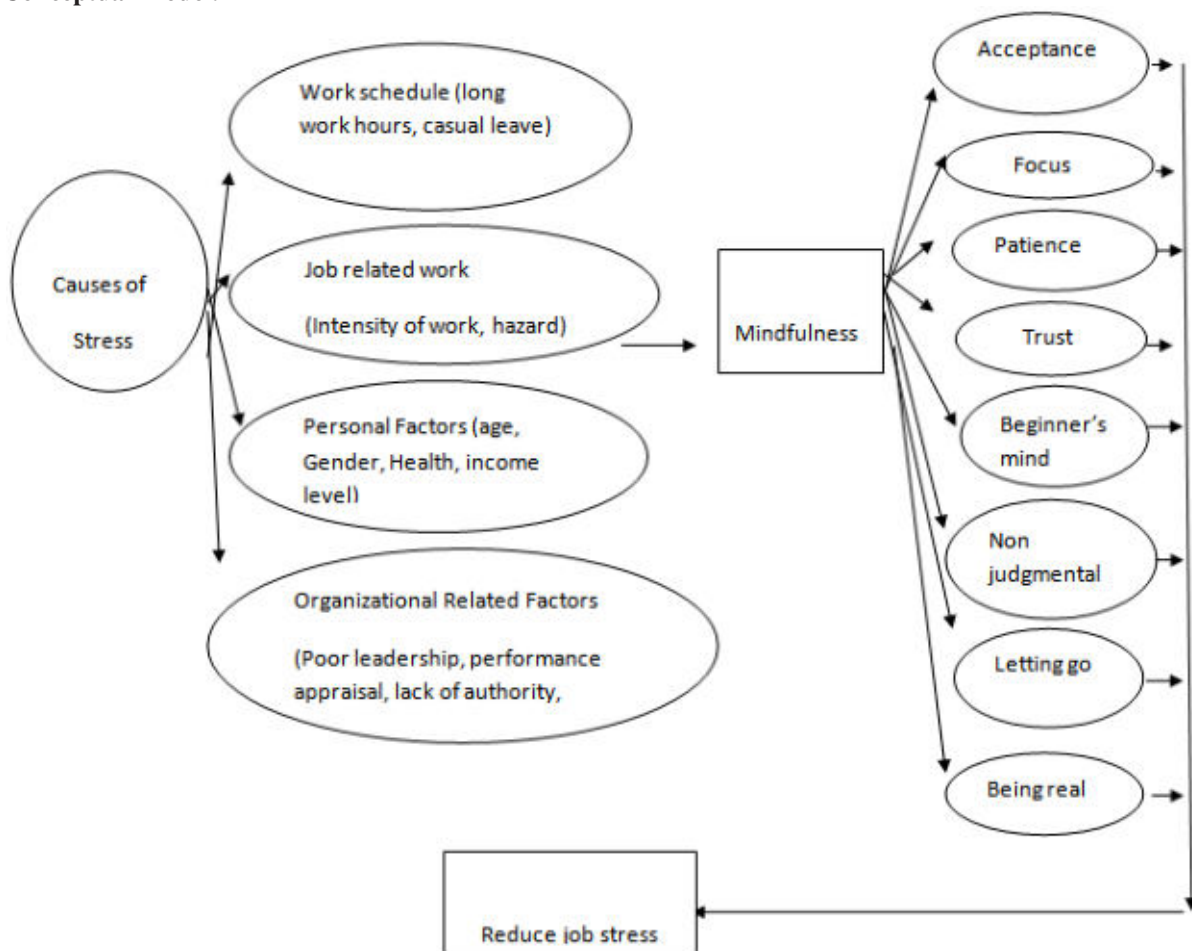 Work schedule (long
work hours, casual leave)
Causes of
Stress
Job related work
(Intensity of work, hazard)
Personal Factors (age,
Gender, Health, income
level)
Organizational Related Factors
(Poor leadership, performance
appraisal, lack of authority,
Mindfulness
Acceptance
Focus
Patience
Trust
Beginner's
mind
Non
judgmental
Letting go
Being real
Reduce job stress